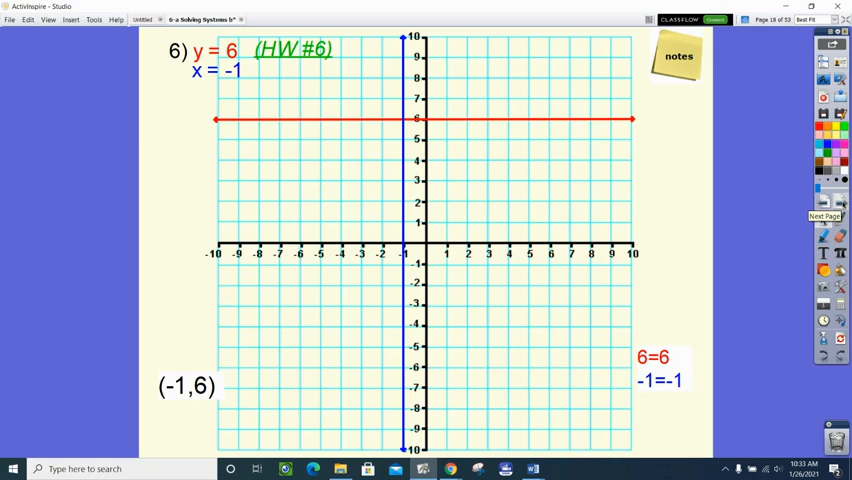 ActivInspire - Studio
File Edit View Insert Tools Help
Untitled
6-a Solving Systems b*
CLASSFLOW
Connect
Page 18 of 53
Best Fit
6) y = 6 (HW #6)
x = -1
notes
10
9
8
7
6
5
4
3
2
1
-10 -9 -8 -7 -6 -5 -4 -3 -2 -1 1 2 3 4 5 6 7 8 9 10
-1
-2
-3
-4
-5
-6
-7
-8
-9
-10
Next Page
6=6
-1=-1
(-1,6)
Type here to search
10:33 AM
1/26/2021